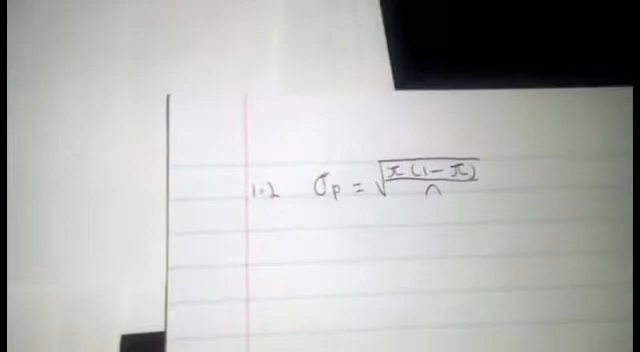 1.2 σp = √(π(1-π)/n)